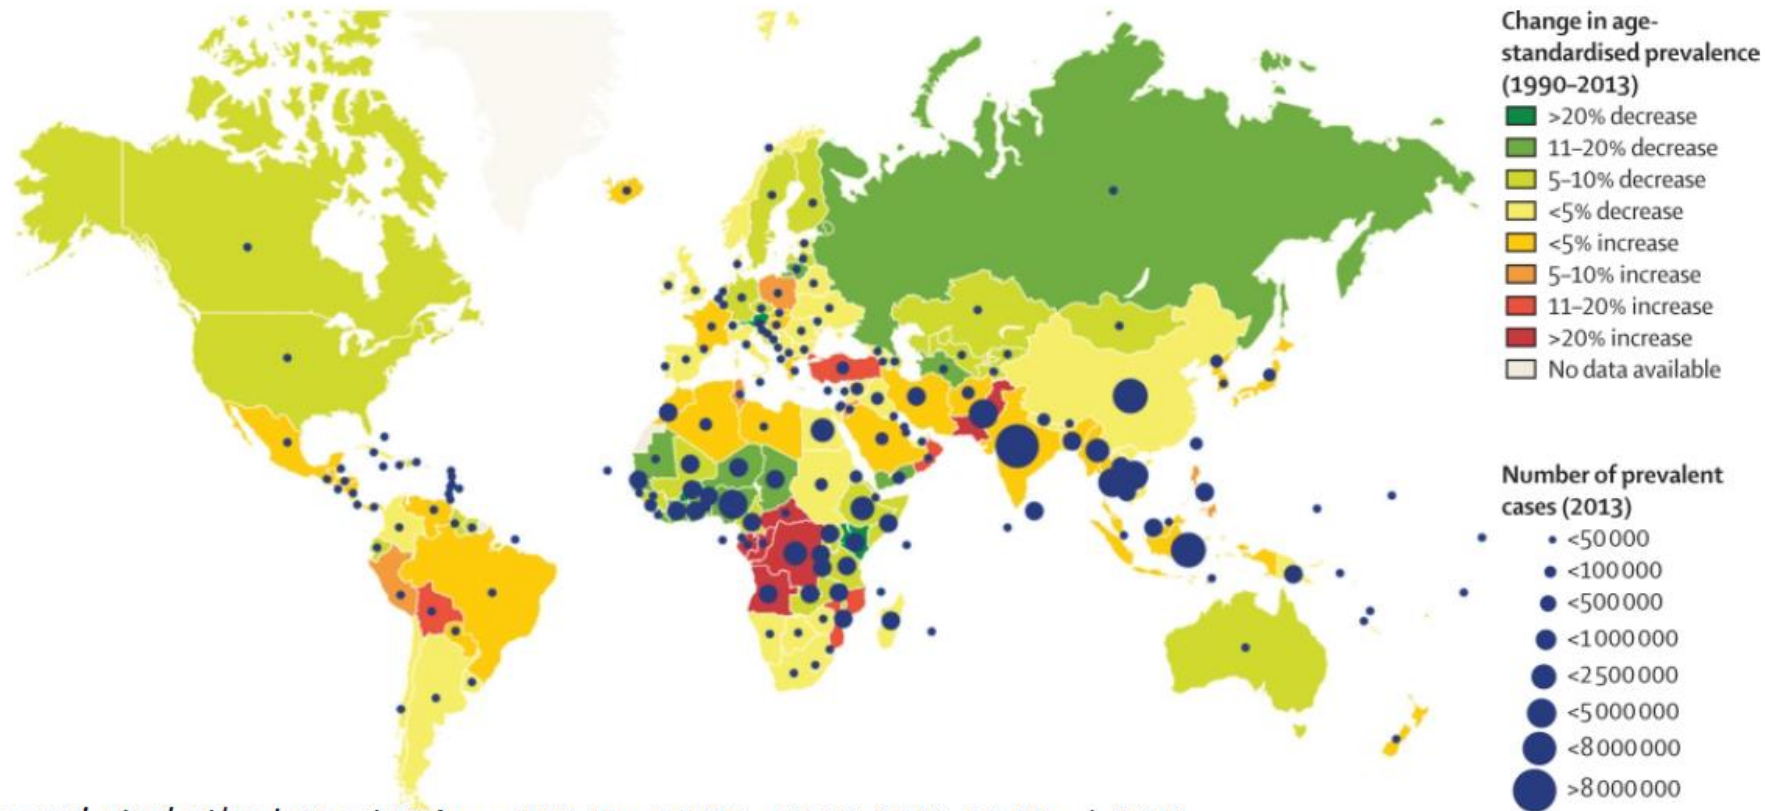 Change in age-
standardised prevalence
(1990–2013)
>20% decrease
11–20% decrease
5–10% decrease
<5% decrease
<5% increase
5–10% increase
11–20% increase
>20% increase
No data available
Number of prevalent
cases (2013)
<50 000
<100 000
<500 000
<1 000 000
<2 500 000
<5 000 000
<8 000 000
>8 000 000